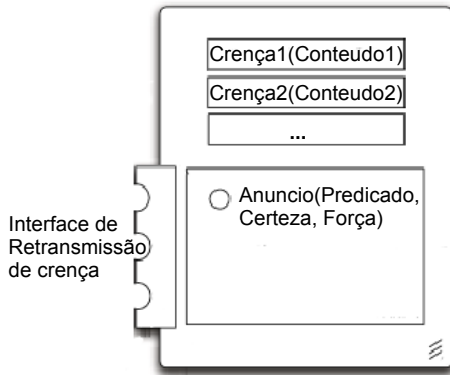 Crença1(Conteudo1)
Crença2(Conteudo2)
...
Anuncio(Predicado,
Certeza, Força)
Interface de
Retransmissão
de crença